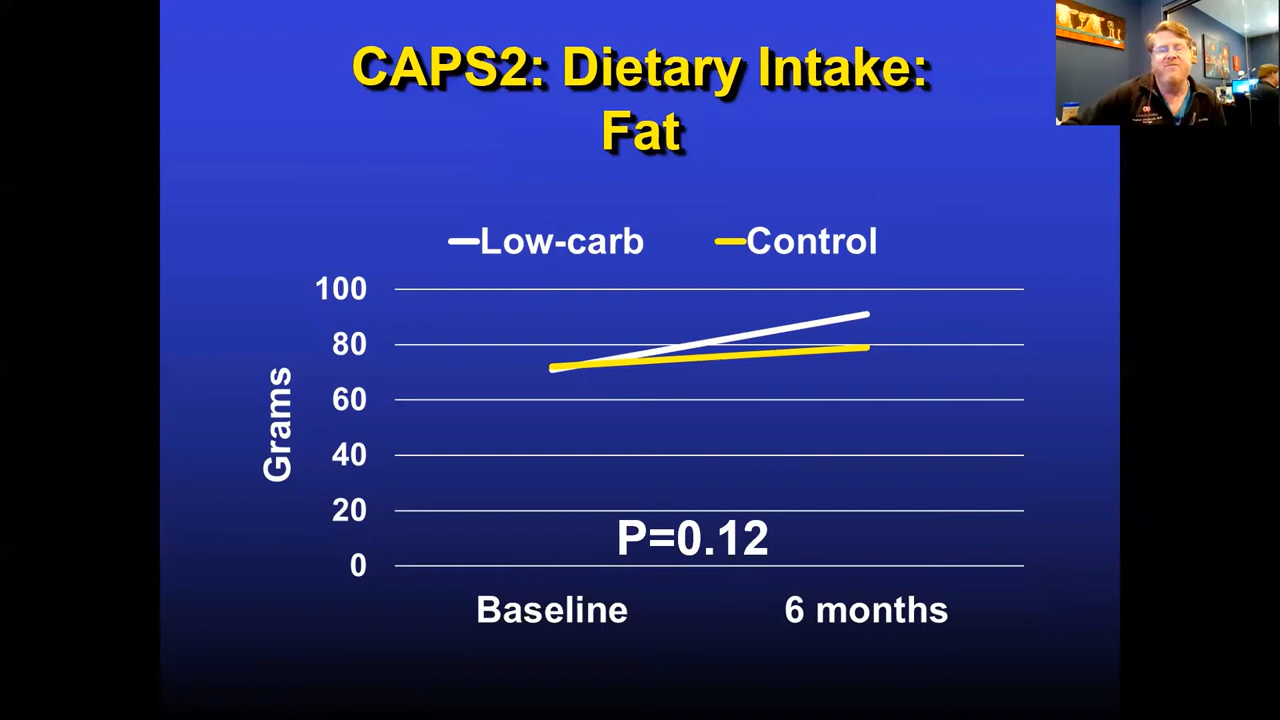 CAPS2: Dietary Intake:
Fat
Low-carb Control
100
80
60
40
20
0
Grams
P=0.12
Baseline 6 months